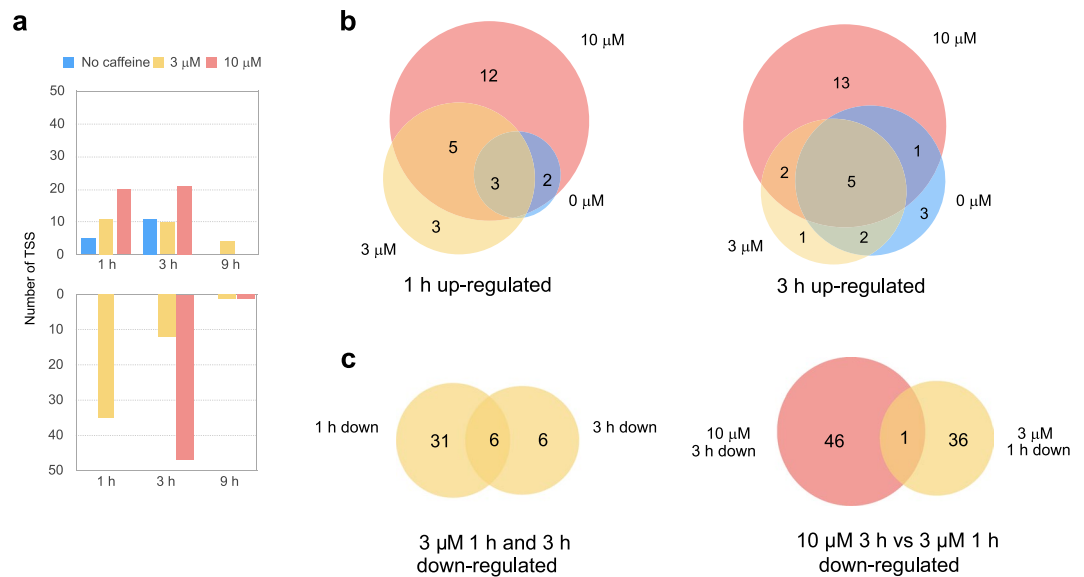 a
No caffeine 3 μM 10 μM
Number of TSS
50
40
30
20
10
0
1 h 3 h 9 h
0
10
20
30
40
50
1 h 3 h 9 h
b
10 μM
12
5
3
2
0 μM
3
3 μM
1 h up-regulated
10 μM
13
1
2
5
0 μM
3
3 μM
1
2
3 h up-regulated
c
1 h down
31
6
6
3 h down
3 μM 1 h and 3 h
down-regulated
10 μM
3 h down
46
1
36
3 μM
1 h down
10 μM 3 h vs 3 μM 1 h
down-regulated